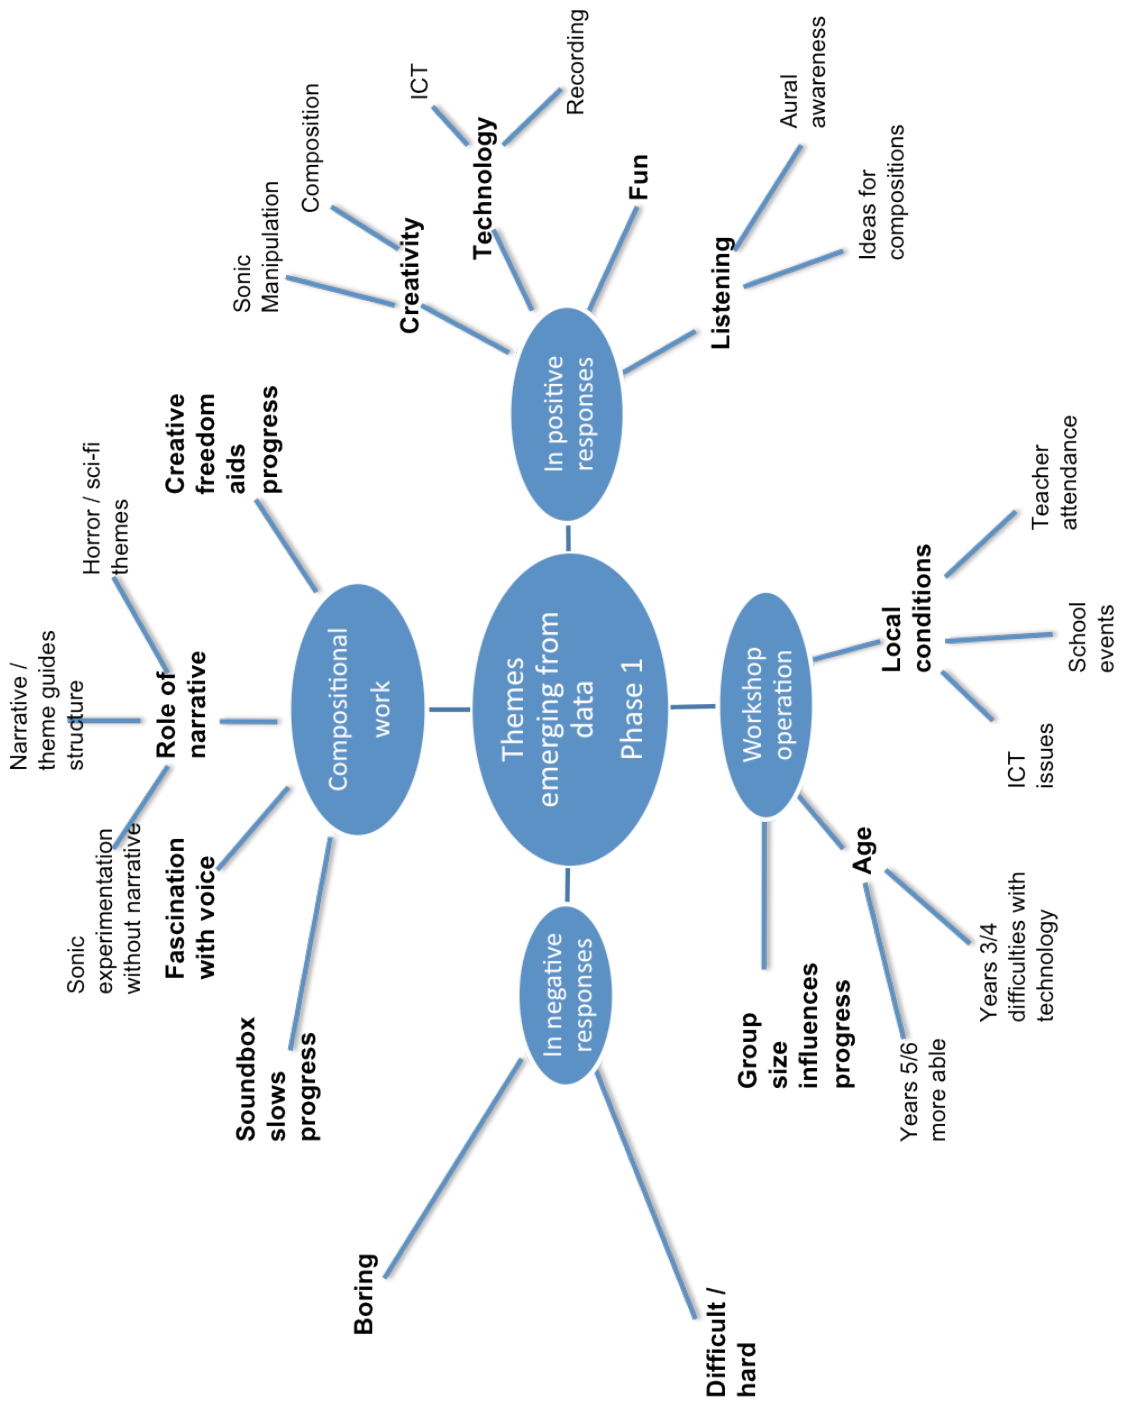 Narrative /
theme guides
structure
Horror / sci-fi
themes
Sonic
experimentation
without narrative
Role of
narrative
Creative
freedom
aids
progress
Fascination
with voice
Soundbox
slows
progress
Compositional
work
Sonic
Manipulation
Composition
Creativity
ICT
Technology
Recording
Fun
In positive
responses
Listening
Aural
awareness
Ideas for
compositions
Themes
emerging from
data
Phase 1
In negative
responses
Boring
Difficult /
hard
Workshop
operation
Group
size
influences
progress
Age
Years 5/6
more able
Years 3/4
difficulties with
technology
Local
conditions
ICT
issues
School
events
Teacher
attendance